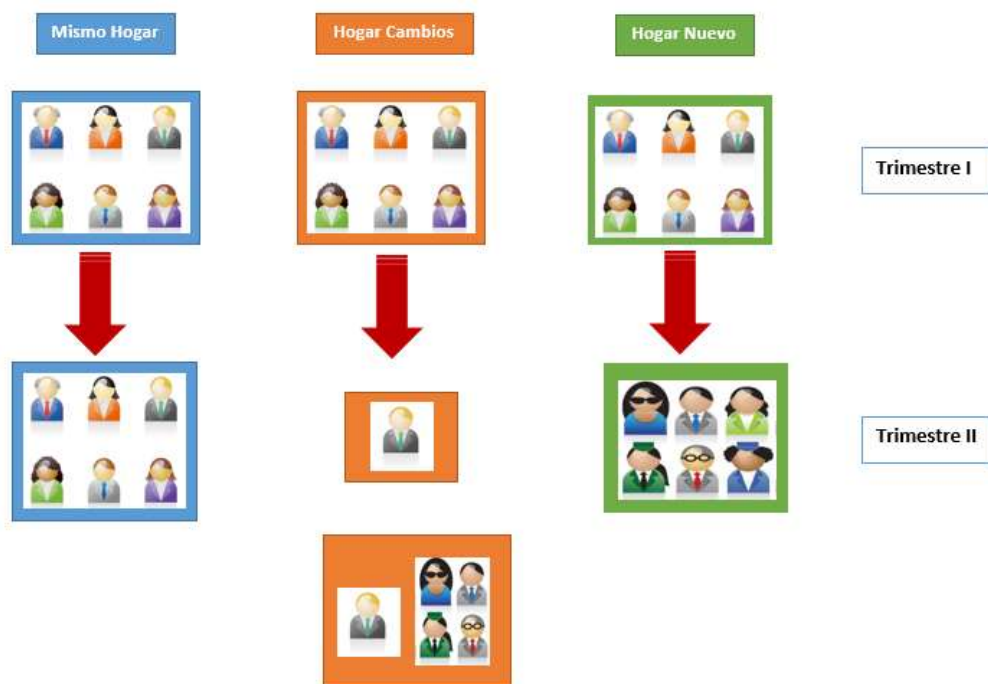 Mismo Hogar
Hogar Cambios
Hogar Nuevo
Trimestre I
Trimestre II